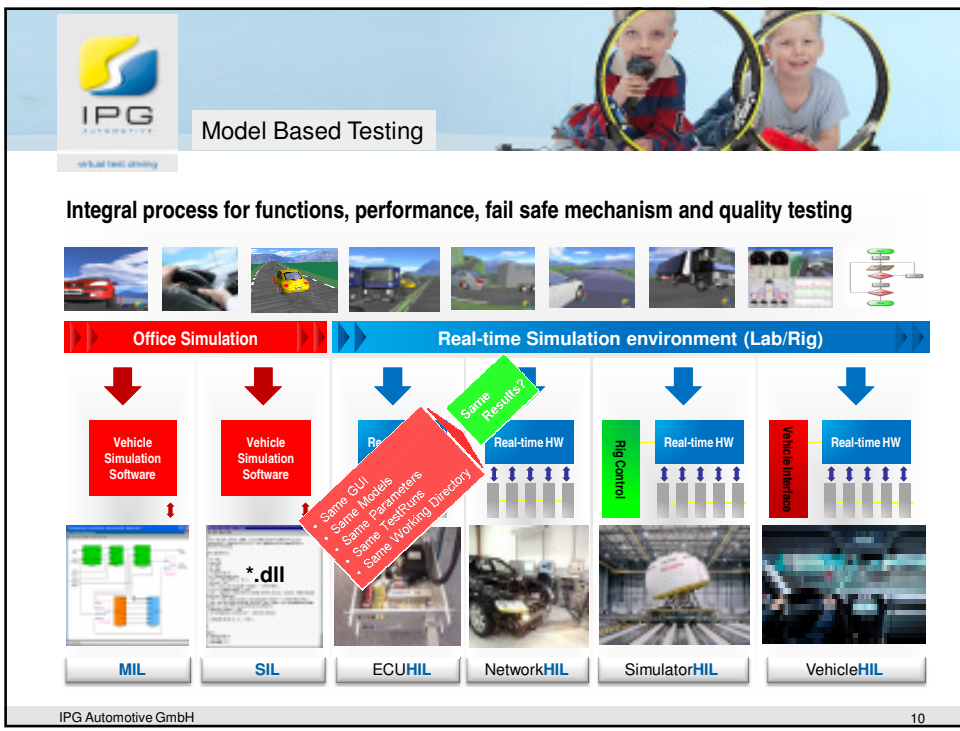 IPG
AUTOMOTIVE
virtual test driving
Model Based Testing
Integral process for functions, performance, fail safe mechanism and quality testing
Office Simulation
Real-time Simulation environment (Lab/Rig)
Vehicle
Simulation
Software
Vehicle
Simulation
Software
Same
Results?
• Same GUI
• Same Models
• Same Parameters
• Same TestRuns
• Same Working Directory
Real-time HW
Rig Control
Real-time HW
Vehicle Interface
Real-time HW
*.dll
MIL
SIL
ECUHIL
NetworkHIL
SimulatorHIL
VehicleHIL
IPG Automotive GmbH
10